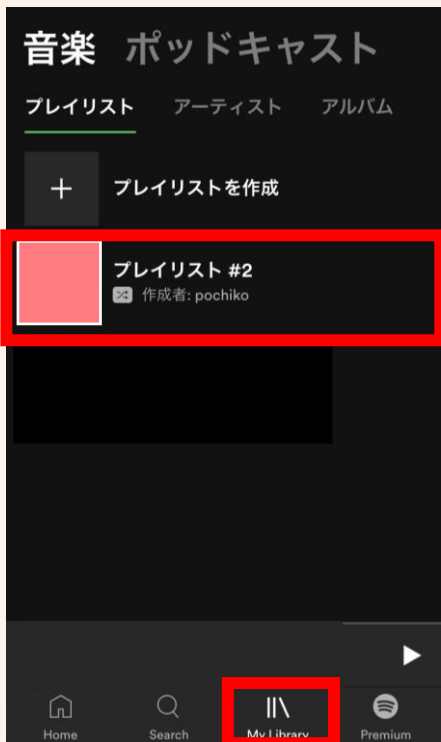 音楽 ポッドキャスト
プレイリスト アーティスト アルバム
プレイリストを作成
プレイリスト #2
作成者: pochiko
Home Search My Library Premium